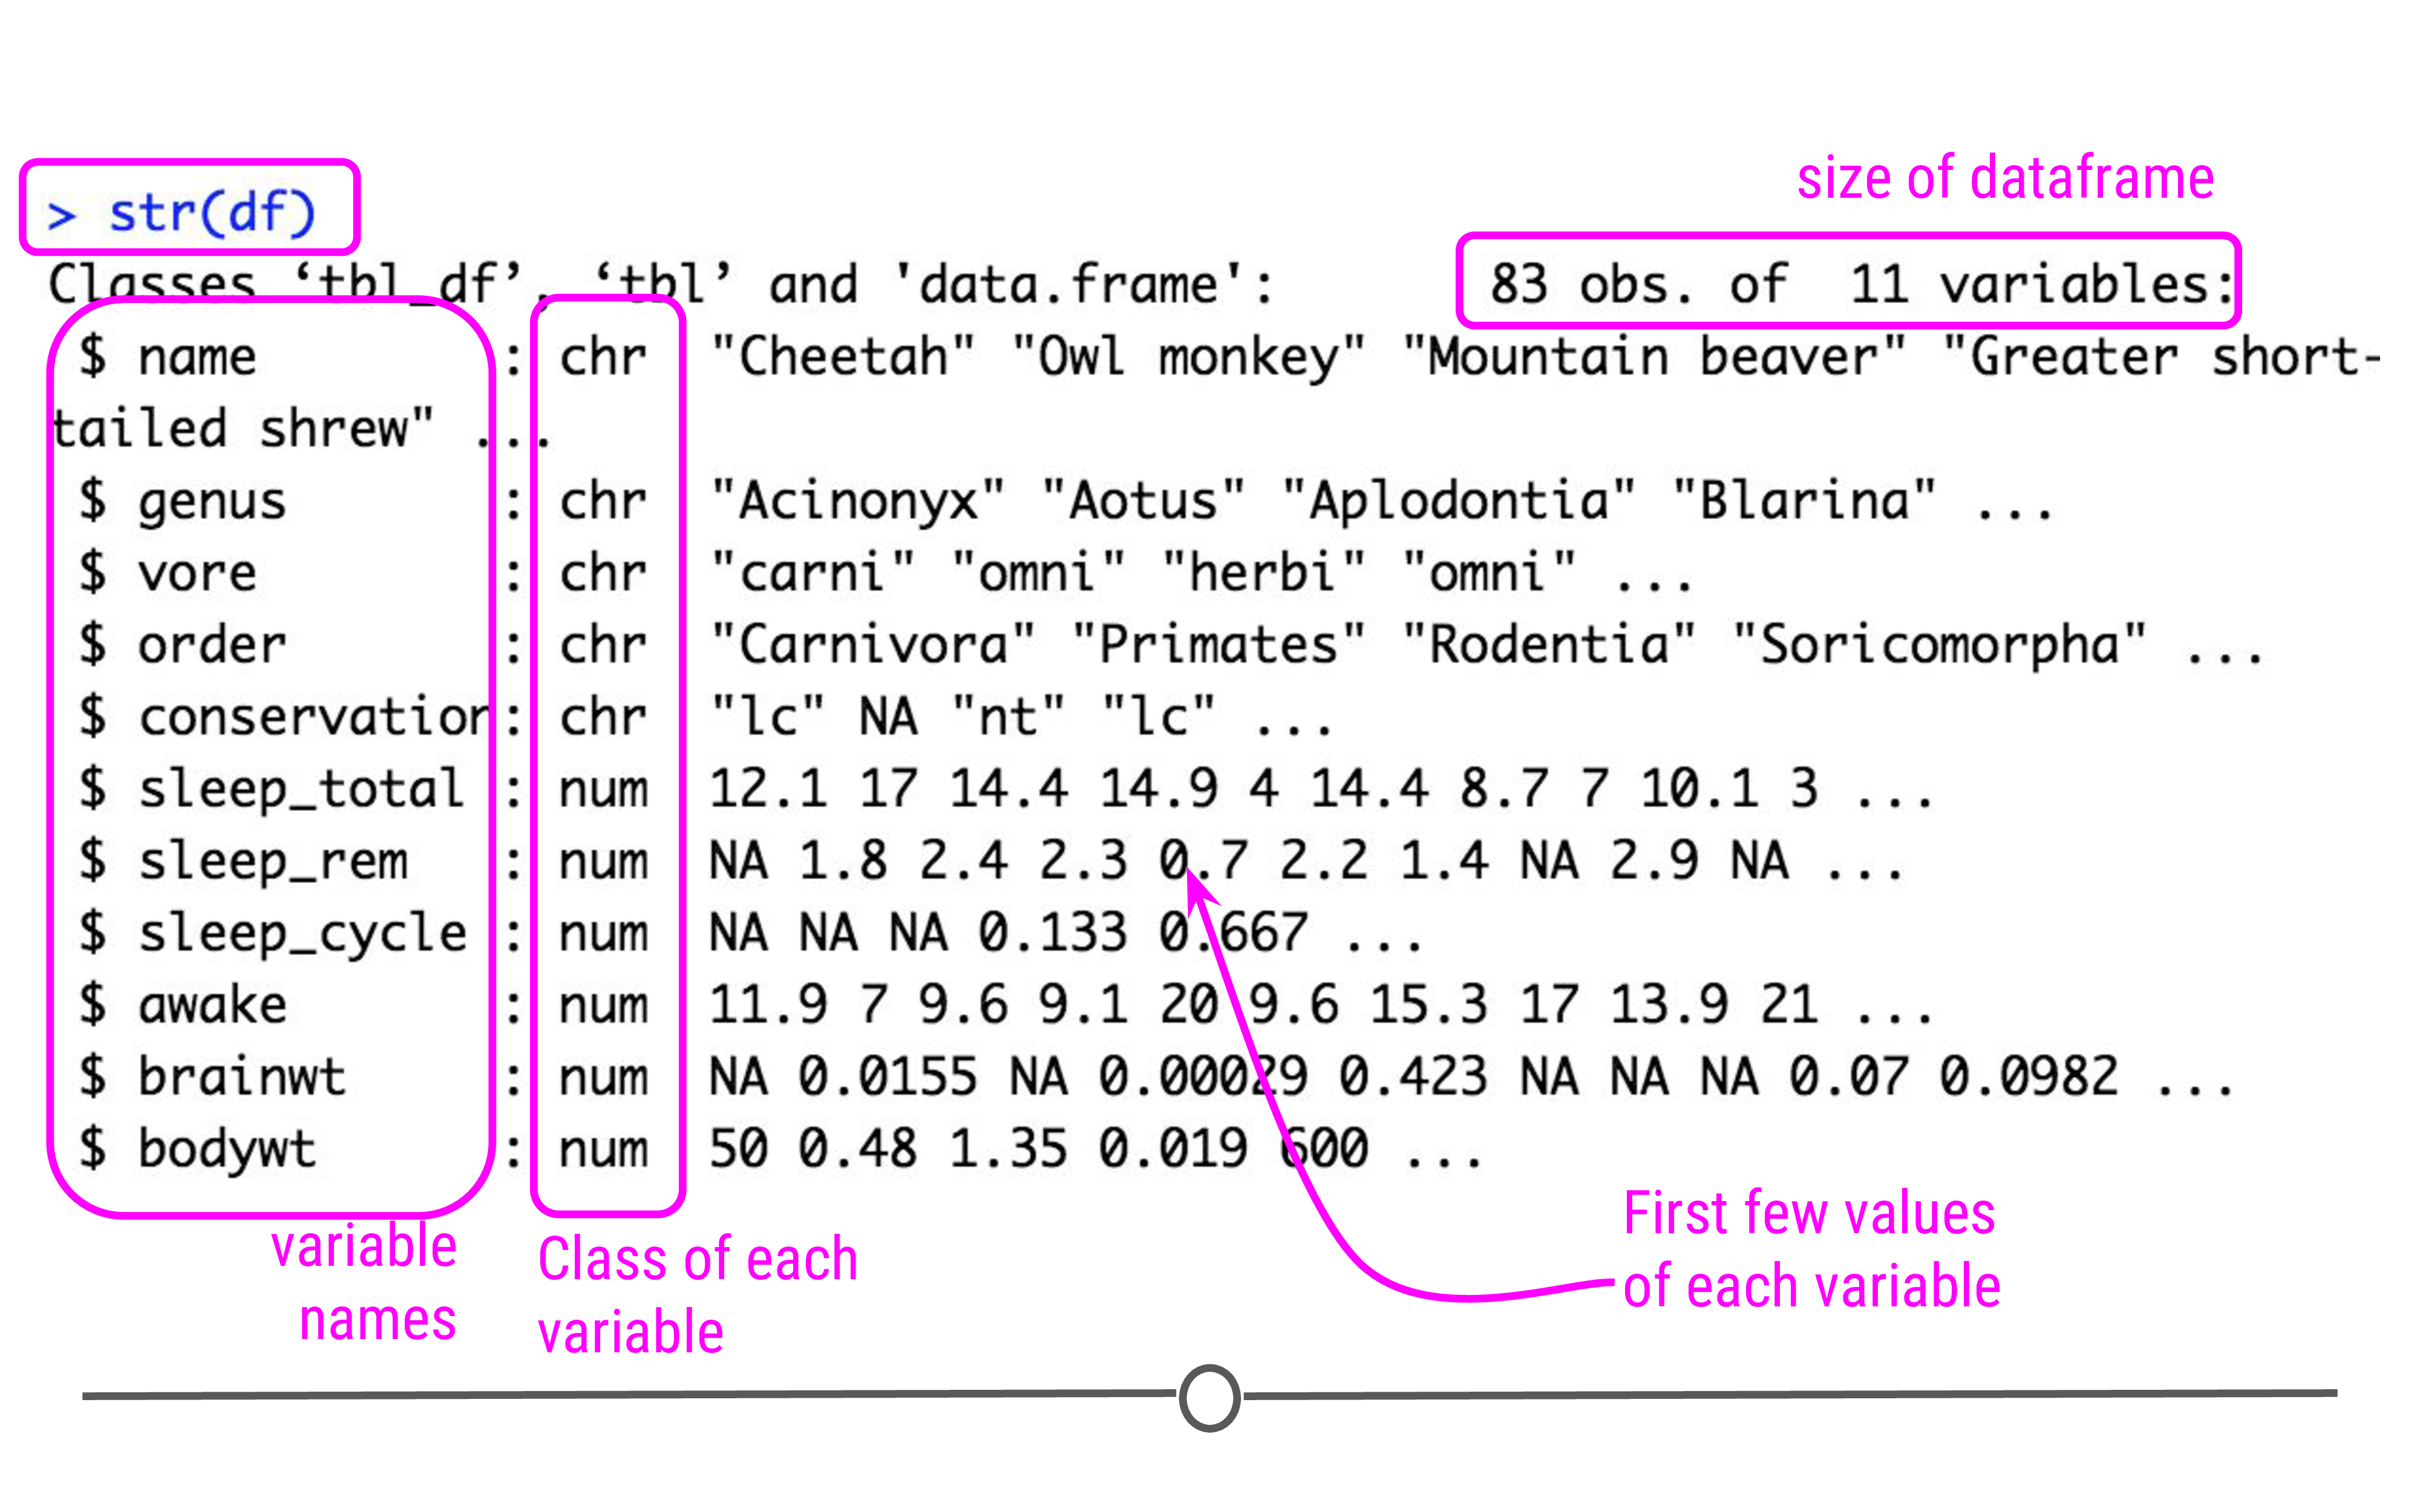 size of dataframe
> str(df)
Classes ‘tbl_df’, ‘tbl’ and 'data.frame': 83 obs. of  11 variables:
$ name : chr "Cheetah" "Owl monkey" "Mountain beaver" "Greater short-
tailed shrew" ...
$ genus : chr "Acinonyx" "Aotus" "Aplodontia" "Blarina" ...
$ vore : chr "carni" "omni" "herbi" "omni" ...
$ order : chr "Carnivora" "Primates" "Rodentia" "Soricomorpha" ...
$ conservation: chr "lc" NA "nt" "lc" ...
$ sleep_total : num 12.1 17 14.4 14.9 4 14.4 8.7 7 10.1 3 ...
$ sleep_rem : num NA 1.8 2.4 2.3 0.7 2.2 1.4 NA 2.9 NA ...
$ sleep_cycle : num NA NA NA 0.133 0.667 ...
$ awake : num 11.9 7 9.6 9.1 20 9.6 15.3 17 13.9 21 ...
$ brainwt : num NA 0.0155 NA 0.00029 0.423 NA NA NA 0.07 0.0982 ...
$ bodywt : num 50 0.48 1.35 0.019 600 ...
variable
names
Class of each
variable
First few values
of each variable